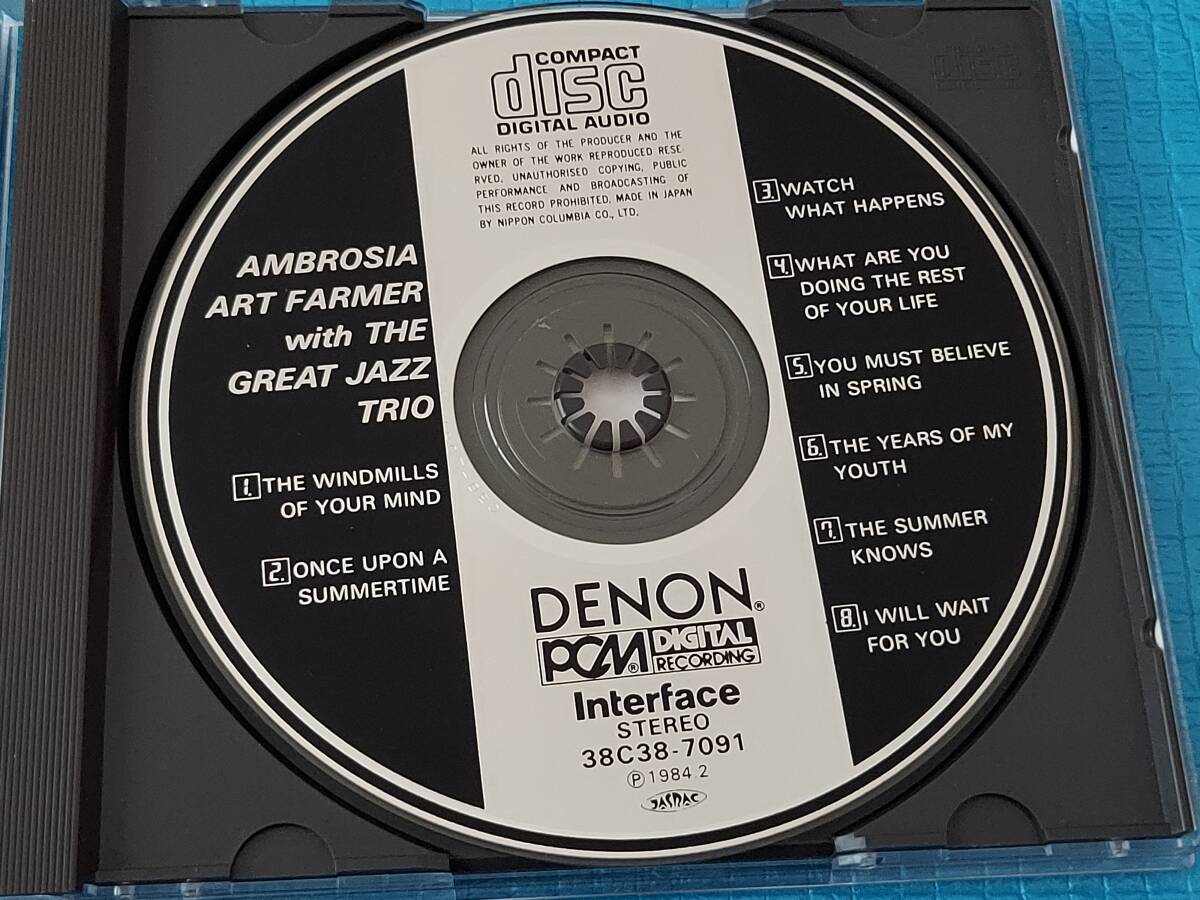 COMPACT
disc
DIGITAL AUDIO
ALL RIGHTS OF THE PRODUCER AND THE
OWNER OF THE WORK REPRODUCED RESE-
RVED. UNAUTHORISED COPYING, PUBLIC
PERFORMANCE AND BROADCASTING OF
THIS RECORD PROHIBITED. MADE IN JAPAN
BY NIPPON COLUMBIA CO., LTD.
AMBROSIA
ART FARMER
with THE
GREAT JAZZ
TRIO
1. THE WINDMILLS
OF YOUR MIND
2. ONCE UPON A
SUMMERTIME
3. WATCH
WHAT HAPPENS
4. WHAT ARE YOU
DOING THE REST
OF YOUR LIFE
5. YOU MUST BELIEVE
IN SPRING
6. THE YEARS OF MY
YOUTH
7. THE SUMMER
KNOWS
8. I WILL WAIT
FOR YOU
DENON®
PCM® DIGITAL
RECORDING
Interface
STEREO
38C38-7091
Ⓟ1984.2
JASRAC